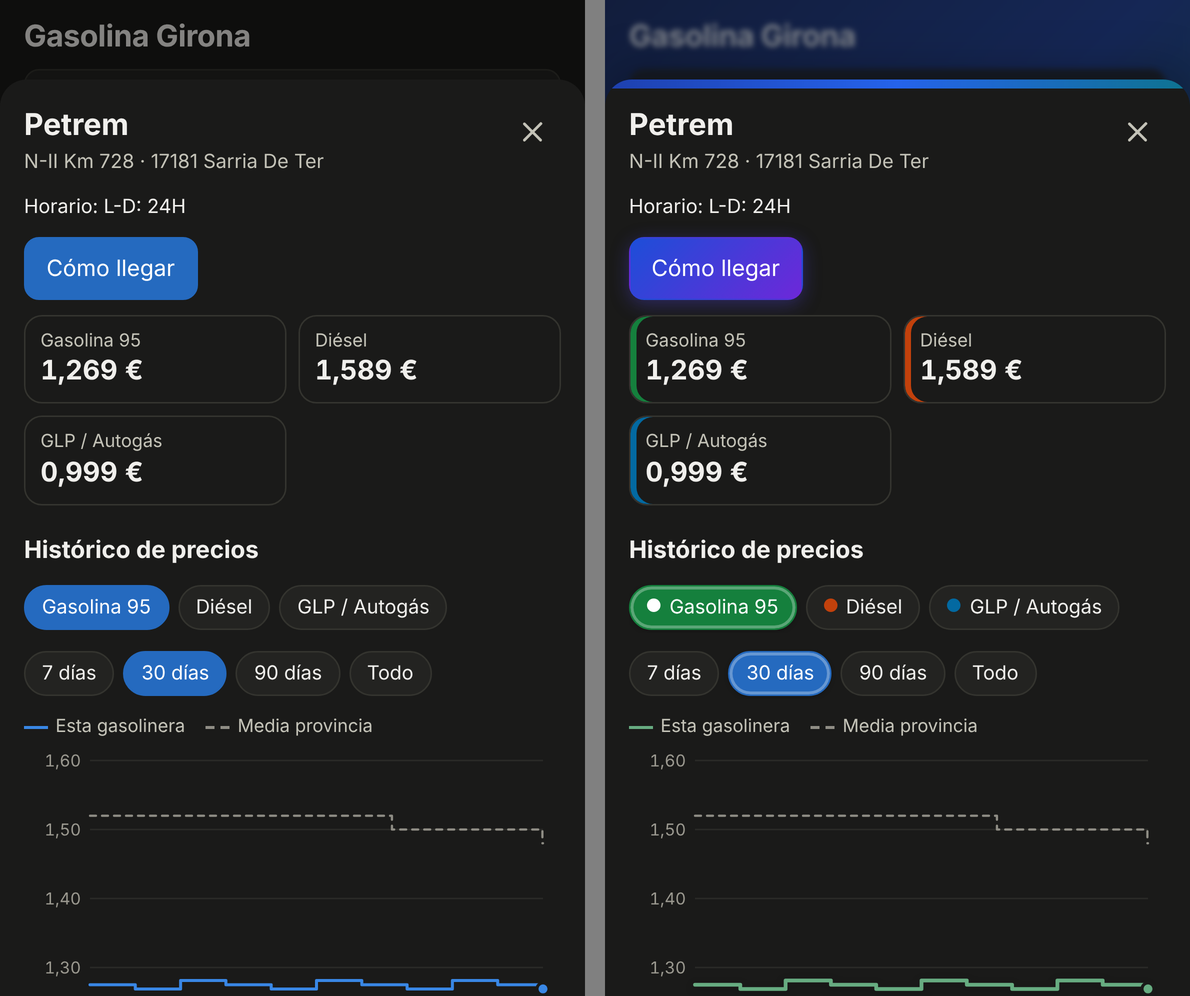 Gasolina Girona
Petrem
N-II Km 728 · 17181 Sarria De Ter
Horario: L-D: 24H
Cómo llegar
Gasolina 95
1,269 €
Diésel
1,589 €
GLP / Autogás
0,999 €
Histórico de precios
Gasolina 95
Diésel
GLP / Autogás
7 días
30 días
90 días
Todo
Esta gasolinera
Media provincia
1,60
1,50
1,40
1,30
Gasolina Girona
Petrem
N-II Km 728 · 17181 Sarria De Ter
Horario: L-D: 24H
Cómo llegar
Gasolina 95
1,269 €
Diésel
1,589 €
GLP / Autogás
0,999 €
Histórico de precios
Gasolina 95
Diésel
GLP / Autogás
7 días
30 días
90 días
Todo
Esta gasolinera
Media provincia
1,60
1,50
1,40
1,30